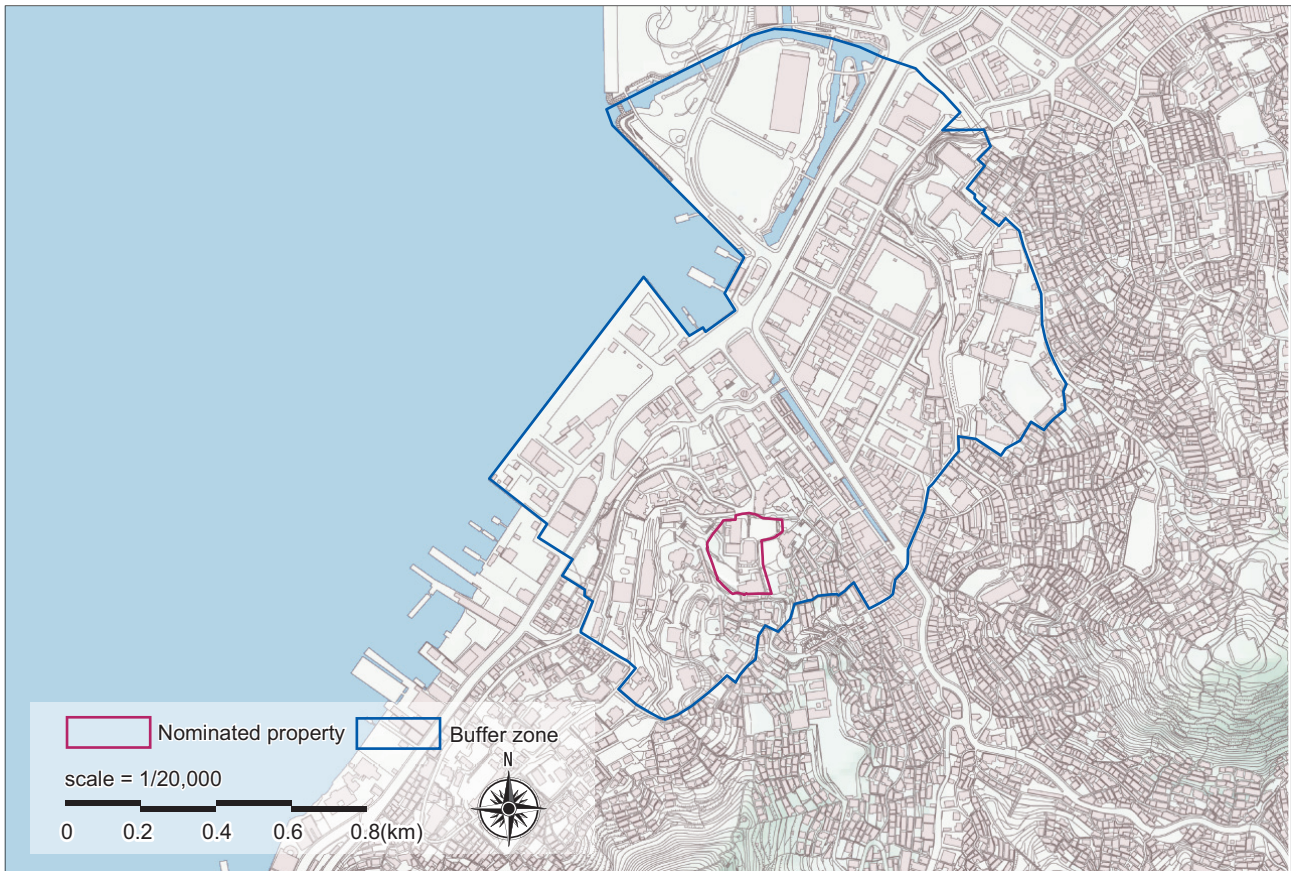 Nominated property
Buffer zone
scale = 1/20,000
N
0 0.2 0.4 0.6 0.8(km)